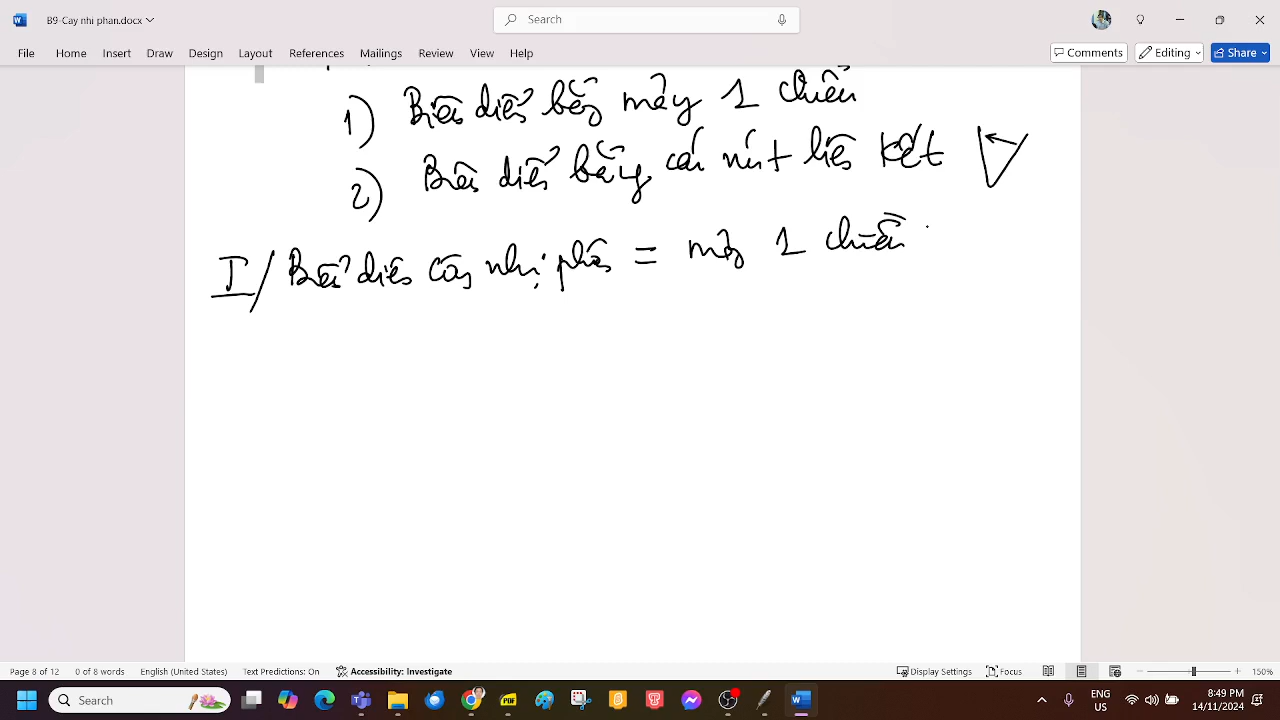 B9-Cay nhi phan.docx
Search
File Home Insert Draw Design Layout References Mailings Review View Help
Comments Editing Share
1) Biểu diễn bằng mảng 1 chiều
2) Biểu diễn bằng các nút liên kết
I/ Biểu diễn cây nhị phân = mảng 1 chiều
Page 8 of 12 0 of 8 words English (United States) Text Predictions: On Accessibility: Investigate Display Settings Focus 150%
Search ENG 8:49 PM
US 14/11/2024